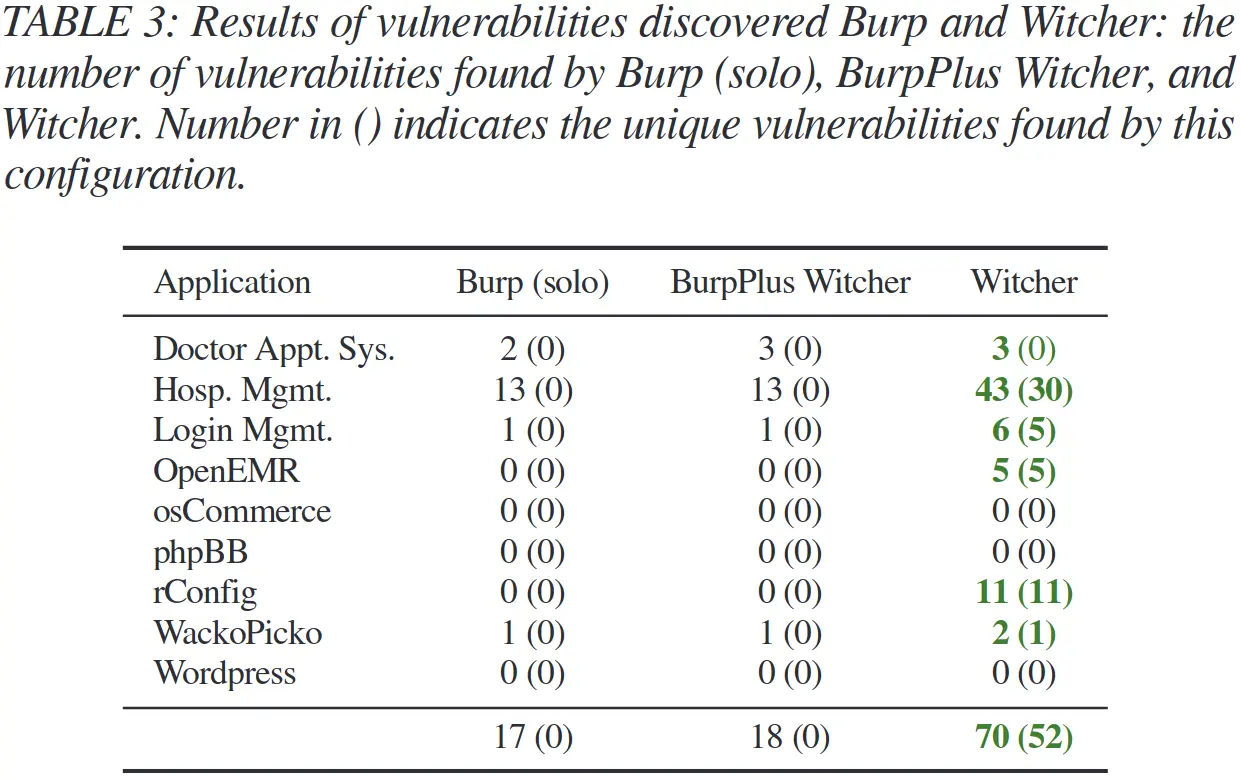 TABLE 3: Results of vulnerabilities discovered Burp and Witcher: the
number of vulnerabilities found by Burp (solo), BurpPlus Witcher, and
Witcher. Number in () indicates the unique vulnerabilities found by this
configuration.
Application Burp (solo) BurpPlus Witcher Witcher
Doctor Appt. Sys. 2 (0) 3 (0) 3 (0)
Hosp. Mgmt. 13 (0) 13 (0) 43 (30)
Login Mgmt. 1 (0) 1 (0) 6 (5)
OpenEMR 0 (0) 0 (0) 5 (5)
osCommerce 0 (0) 0 (0) 0 (0)
phpBB 0 (0) 0 (0) 0 (0)
rConfig 0 (0) 0 (0) 11 (11)
WackoPicko 1 (0) 1 (0) 2 (1)
Wordpress 0 (0) 0 (0) 0 (0)
17 (0) 18 (0) 70 (52)